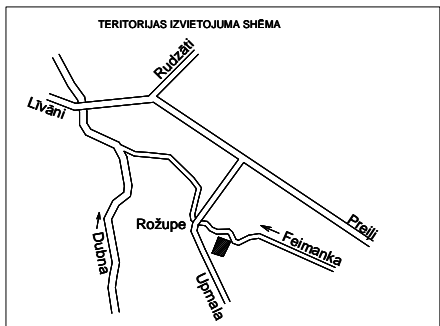 TERITORIJAS IZVIETOJUMA SHĒMA
Rudzāti
Līvāni
Preiļi
Rožupe
Feimanka
Dubna
Upmala